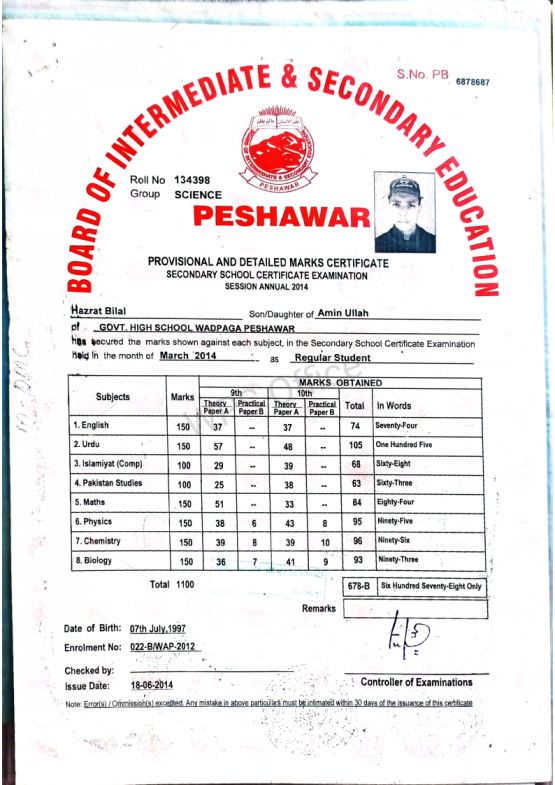 S.No. PB 6878687
BOARD OF INTERMEDIATE & SECONDARY EDUCATION
BOARD OF INTERMEDIATE & SECONDARY EDUCATION
PESHAWAR
Roll No 134398
Group SCIENCE
PESHAWAR
PROVISIONAL AND DETAILED MARKS CERTIFICATE
SECONDARY SCHOOL CERTIFICATE EXAMINATION
SESSION ANNUAL 2014
Hazrat Bilal Son/Daughter of Amin Ullah
of GOVT. HIGH SCHOOL WADPAGA PESHAWAR
Has secured the marks shown against each subject, in the Secondary School Certificate Examination
Held in the month of March 2014 as Regular Student
Subjects Marks MARKS OBTAINED
9th 10th Total In Words
Theory Paper A Practical Paper B Theory Paper A Practical Paper B
1. English 150 37 -- 37 -- 74 Seventy-Four
2. Urdu 150 57 -- 48 -- 105 One Hundred Five
3. Islamiyat (Comp) 100 29 -- 39 -- 68 Sixty-Eight
4. Pakistan Studies 100 25 -- 38 -- 63 Sixty-Three
5. Maths 150 51 -- 33 -- 84 Eighty-Four
6. Physics 150 38 6 43 8 95 Ninety-Five
7. Chemistry 150 39 8 39 10 96 Ninety-Six
8. Biology 150 36 7 41 9 93 Ninety-Three
Total 1100 678-B Six Hundred Seventy-Eight Only
Remarks
Date of Birth: 07th July,1997
Enrolment No: 022-B/WAP-2012
Checked by:
Issue Date: 18-06-2014 Controller of Examinations
Note: Error(s) / Ommission(s) excepted. Any mistake in above particulars must be intimated within 30 days of the issuance of this certificate